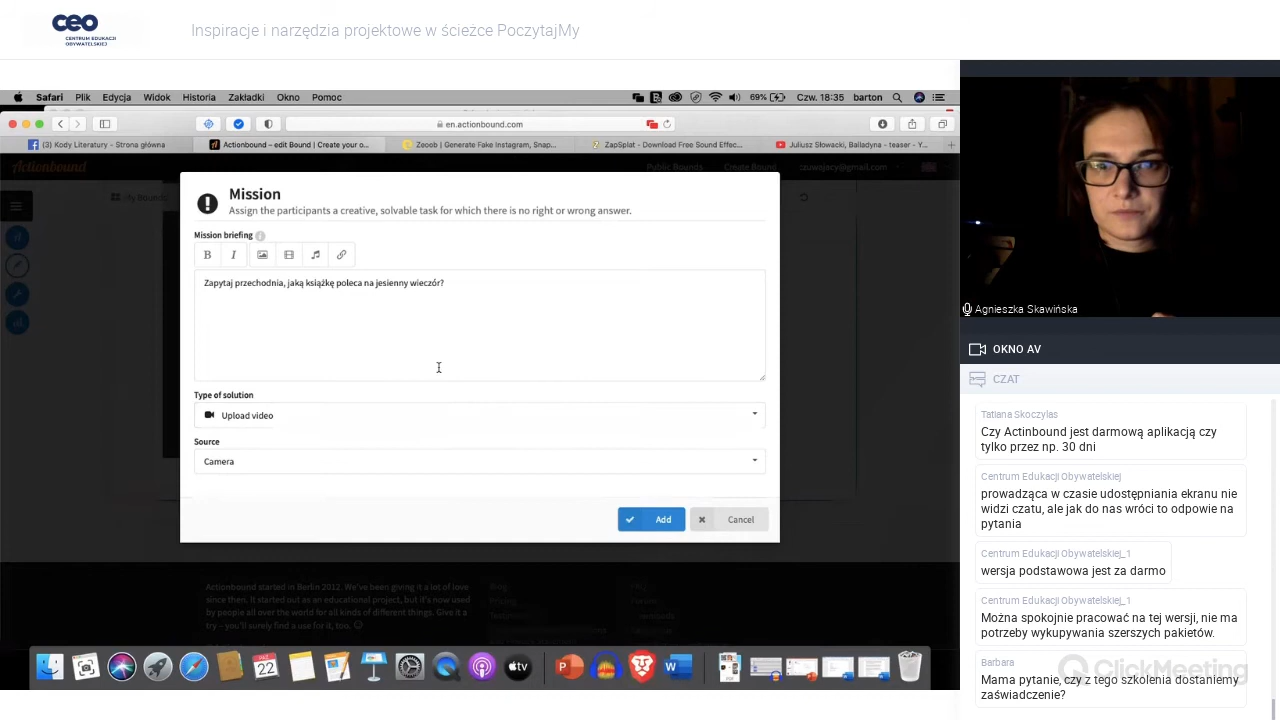 ceo
CENTRUM EDUKACJI
OBYWATELSKIEJ
Inspiracje i narzędzia projektowe w ścieżce PoczytajMy
Safari Plik Edycja Widok Historia Zakładki Okno Pomoc 69% Czw. 18:35 barton
en.actionbound.com
(3) Kody Literatury - Strona główna
Actionbound – edit Bound | Create your o...
Zeoob | Generate Fake Instagram, Snap...
ZapSplat - Download Free Sound Effec...
Juliusz Słowacki, Balladyna - teaser - Y...
Actionbound
Public Bounds
Create Bound
My Bounds
Mission
Assign the participants a creative, solvable task for which there is no right or wrong answer.
Mission briefing
B I
Zapytaj przechodnia, jaką książkę poleca na jesienny wieczór?
Type of solution
Upload video
Source
Camera
Add
Cancel
Actionbound started in Berlin 2012. We've been giving it a lot of love
since then. It started out as an educational project, but it's now used
by people all over the world for all kinds of different things. Give it a
try – you'll surely find a use for it, too.
22
tv
Agnieszka Skawińska
OKNO AV
CZAT
Tatiana Skoczylas
Czy Actinbound jest darmową aplikacją czy
tylko przez np. 30 dni
Centrum Edukacji Obywatelskiej
prowadząca w czasie udostępniania ekranu nie
widzi czatu, ale jak do nas wróci to odpowie na
pytania
Centrum Edukacji Obywatelskiej_1
wersja podstawowa jest za darmo
Centrum Edukacji Obywatelskiej_1
Można spokojnie pracować na tej wersji, nie ma
potrzeby wykupywania szerszych pakietów.
Barbara
Mama pytanie, czy z tego szkolenia dostaniemy
zaświadczenie?
ClickMeeting